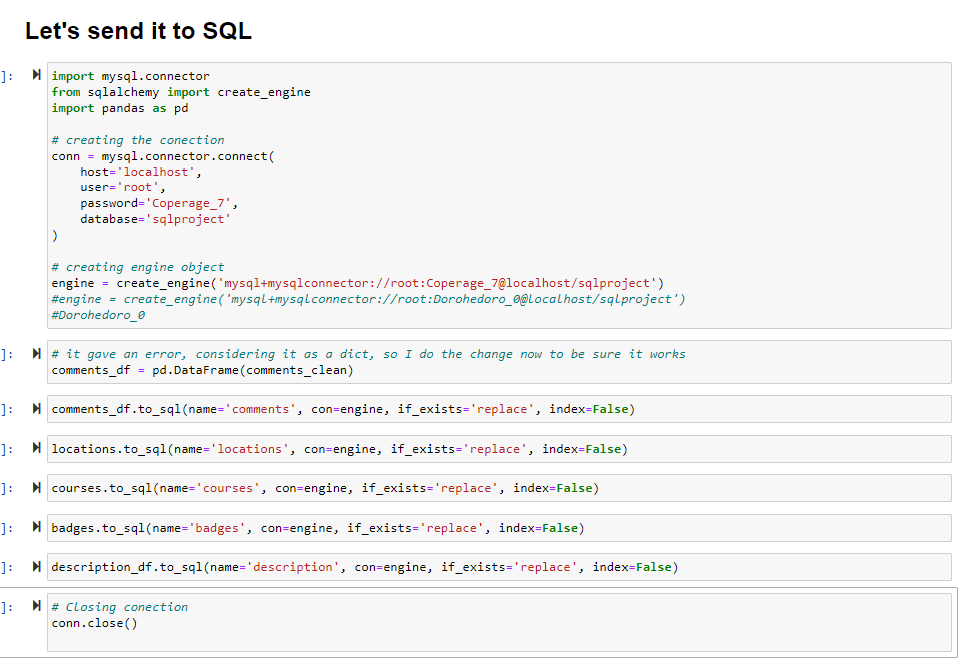 Let's send it to SQL
]:
import mysql.connector
from sqlalchemy import create_engine
import pandas as pd
# creating the conection
conn = mysql.connector.connect(
host='localhost',
user='root',
password='Coperage_7',
database='sqlproject'
)
# creating engine object
engine = create_engine('mysql+mysqlconnector://root:Coperage_7@localhost/sqlproject')
#engine = create_engine('mysql+mysqlconnector://root:Dorohedoro_0@localhost/sqlproject')
#Dorohedoro_0
]:
# it gave an error, considering it as a dict, so I do the change now to be sure it works
comments_df = pd.DataFrame(comments_clean)
]:
comments_df.to_sql(name='comments', con=engine, if_exists='replace', index=False)
]:
locations.to_sql(name='locations', con=engine, if_exists='replace', index=False)
]:
courses.to_sql(name='courses', con=engine, if_exists='replace', index=False)
]:
badges.to_sql(name='badges', con=engine, if_exists='replace', index=False)
]:
description_df.to_sql(name='description', con=engine, if_exists='replace', index=False)
]:
# Closing conection
conn.close()